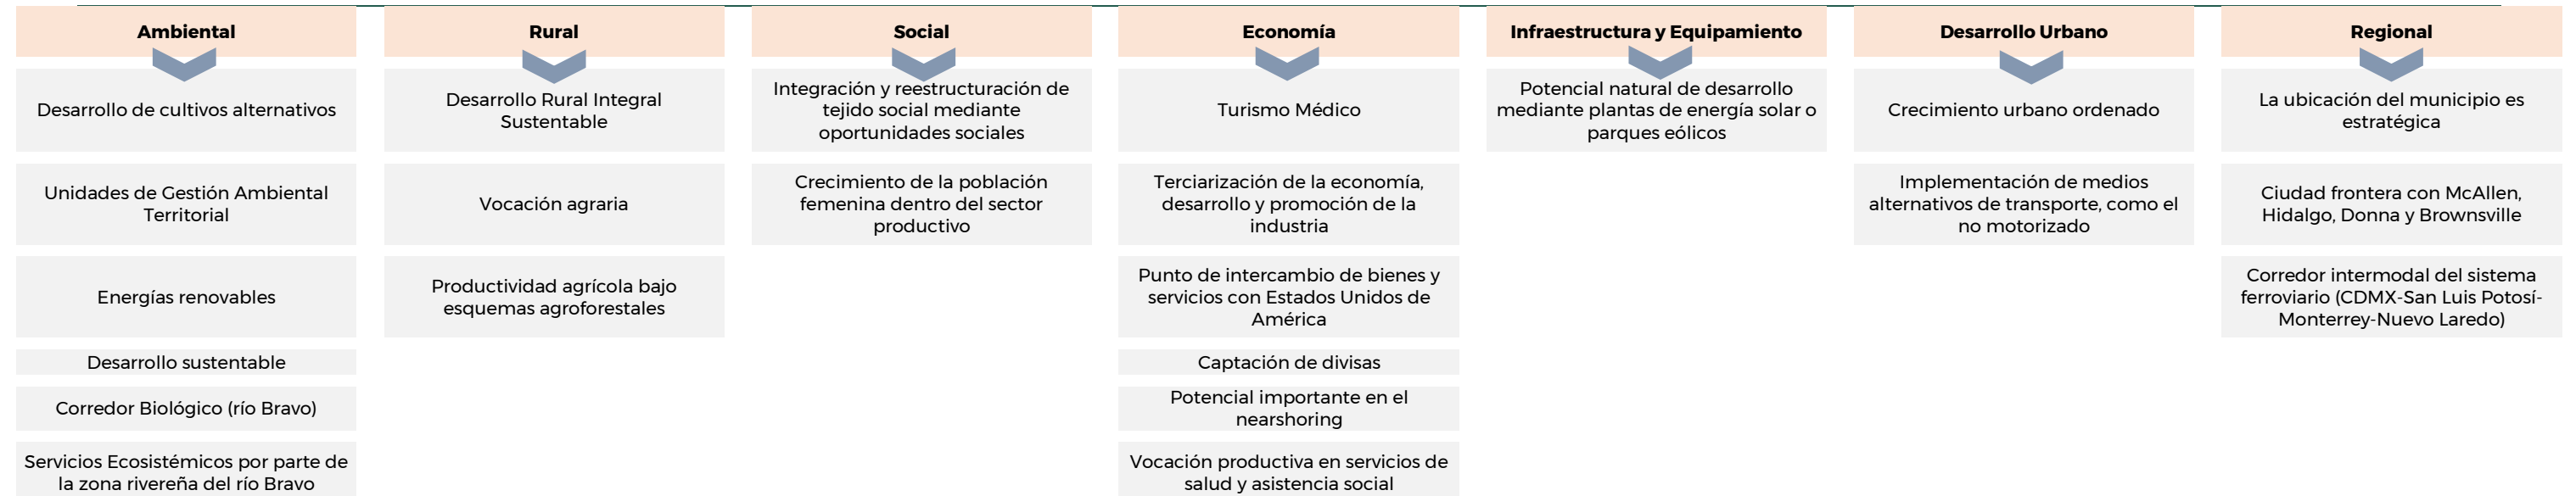 Ambiental
Desarrollo de cultivos alternativos
Unidades de Gestión Ambiental
Territorial
Energías renovables
Desarrollo sustentable
Corredor Biológico (río Bravo)
Servicios Ecosistémicos por parte de
la zona rivereña del río Bravo
Rural
Desarrollo Rural Integral
Sustentable
Vocación agraria
Productividad agrícola bajo
esquemas agroforestales
Social
Integración y reestructuración de
tejido social mediante
oportunidades sociales
Crecimiento de la población
femenina dentro del sector
productivo
Economía
Turismo Médico
Terciarización de la economía,
desarrollo y promoción de la
industria
Punto de intercambio de bienes y
servicios con Estados Unidos de
América
Captación de divisas
Potencial importante en el
nearshoring
Vocación productiva en servicios de
salud y asistencia social
Infraestructura y Equipamiento
Potencial natural de desarrollo
mediante plantas de energía solar o
parques eólicos
Desarrollo Urbano
Crecimiento urbano ordenado
Implementación de medios
alternativos de transporte, como el
no motorizado
Regional
La ubicación del municipio es
estratégica
Ciudad frontera con McAllen,
Hidalgo, Donna y Brownsville
Corredor intermodal del sistema
ferroviario (CDMX-San Luis Potosí-
Monterrey-Nuevo Laredo)